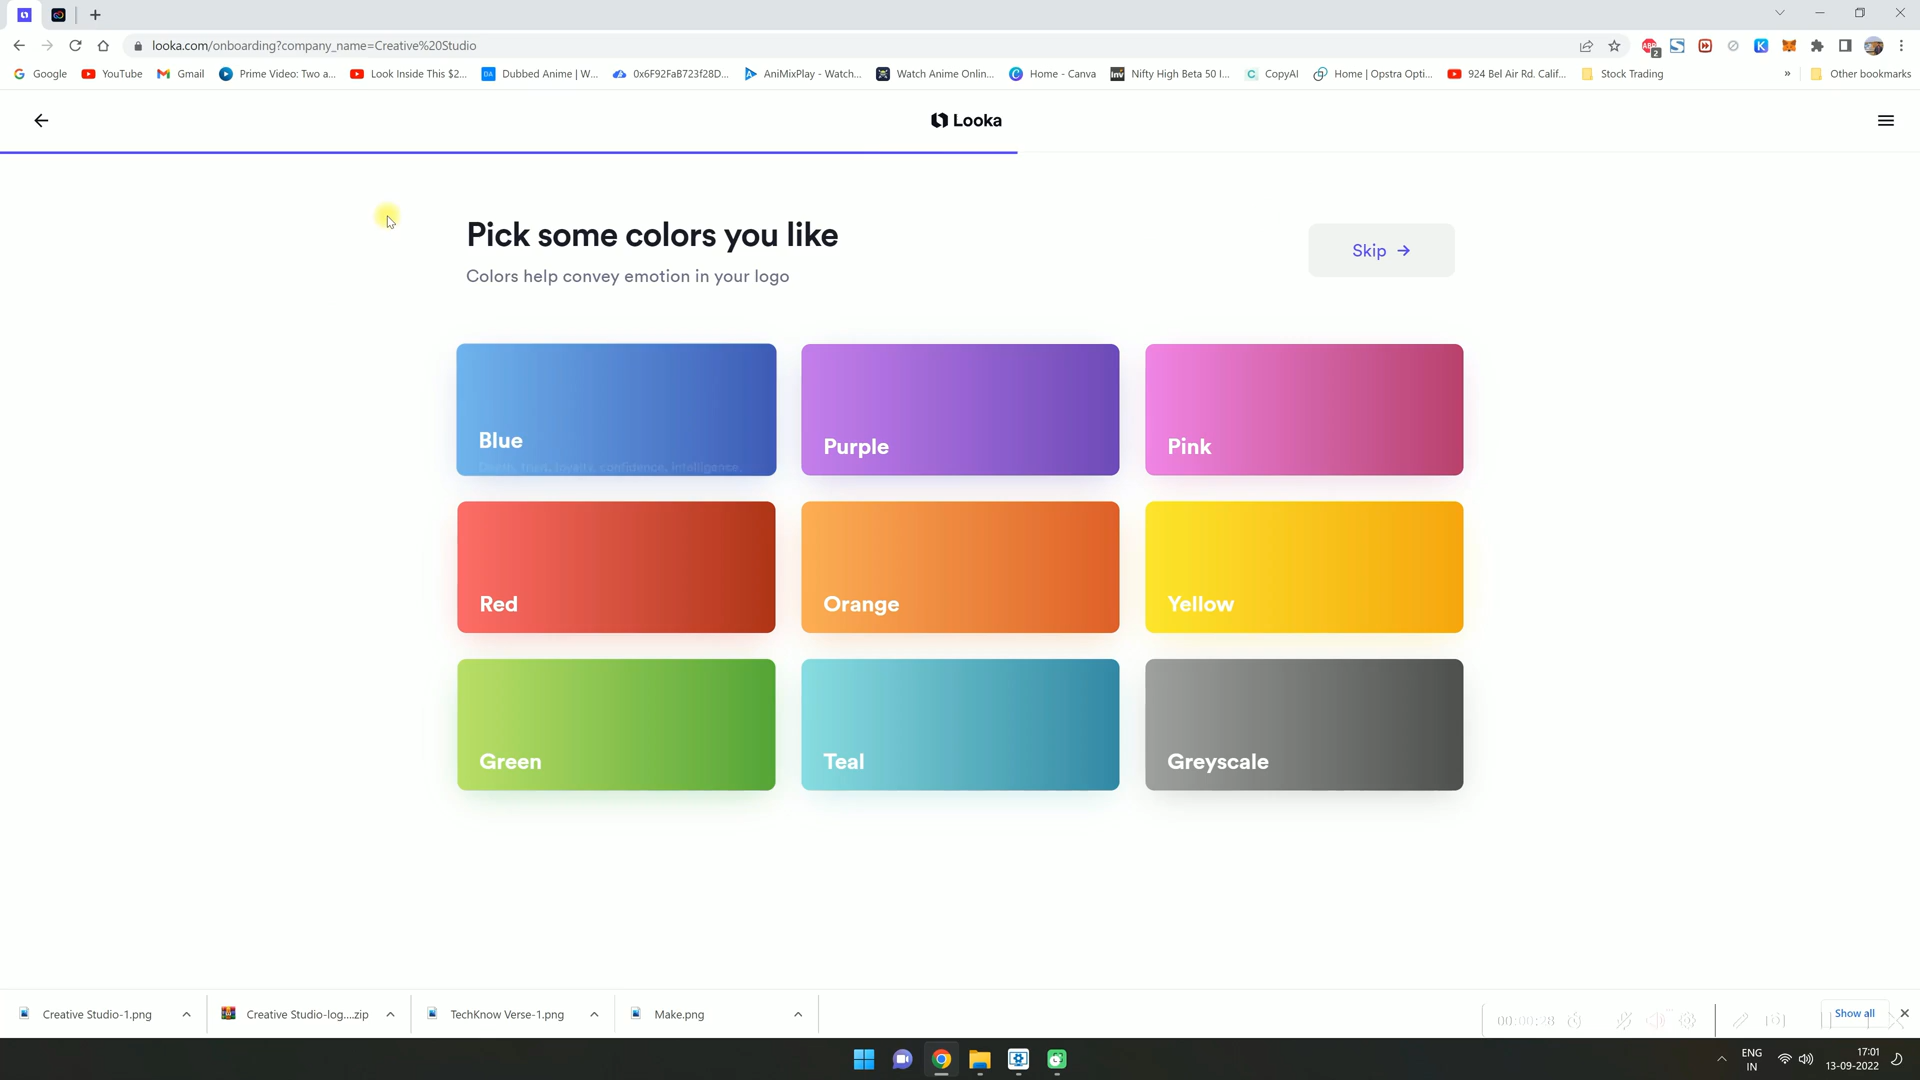 looka.com/onboarding?company_name=Creative%20Studio
2
Google
YouTube
Gmail
Prime Video: Two a...
Look Inside This $2...
Dubbed Anime | W...
0x6F92FaB723f28D...
AniMixPlay - Watch...
Watch Anime Onlin...
Home - Canva
Nifty High Beta 50 I...
CopyAI
Home | Opstra Opti...
924 Bel Air Rd. Calif...
Stock Trading
»
Other bookmarks
Looka
Pick some colors you like
Skip →
Colors help convey emotion in your logo
Blue
Purple
Pink
Red
Orange
Yellow
Green
Teal
Greyscale
Creative Studio-1.png
Creative Studio-log....zip
TechKnow Verse-1.png
Make.png
00:00:28
Show all
ENG
IN
17:01
13-09-2022